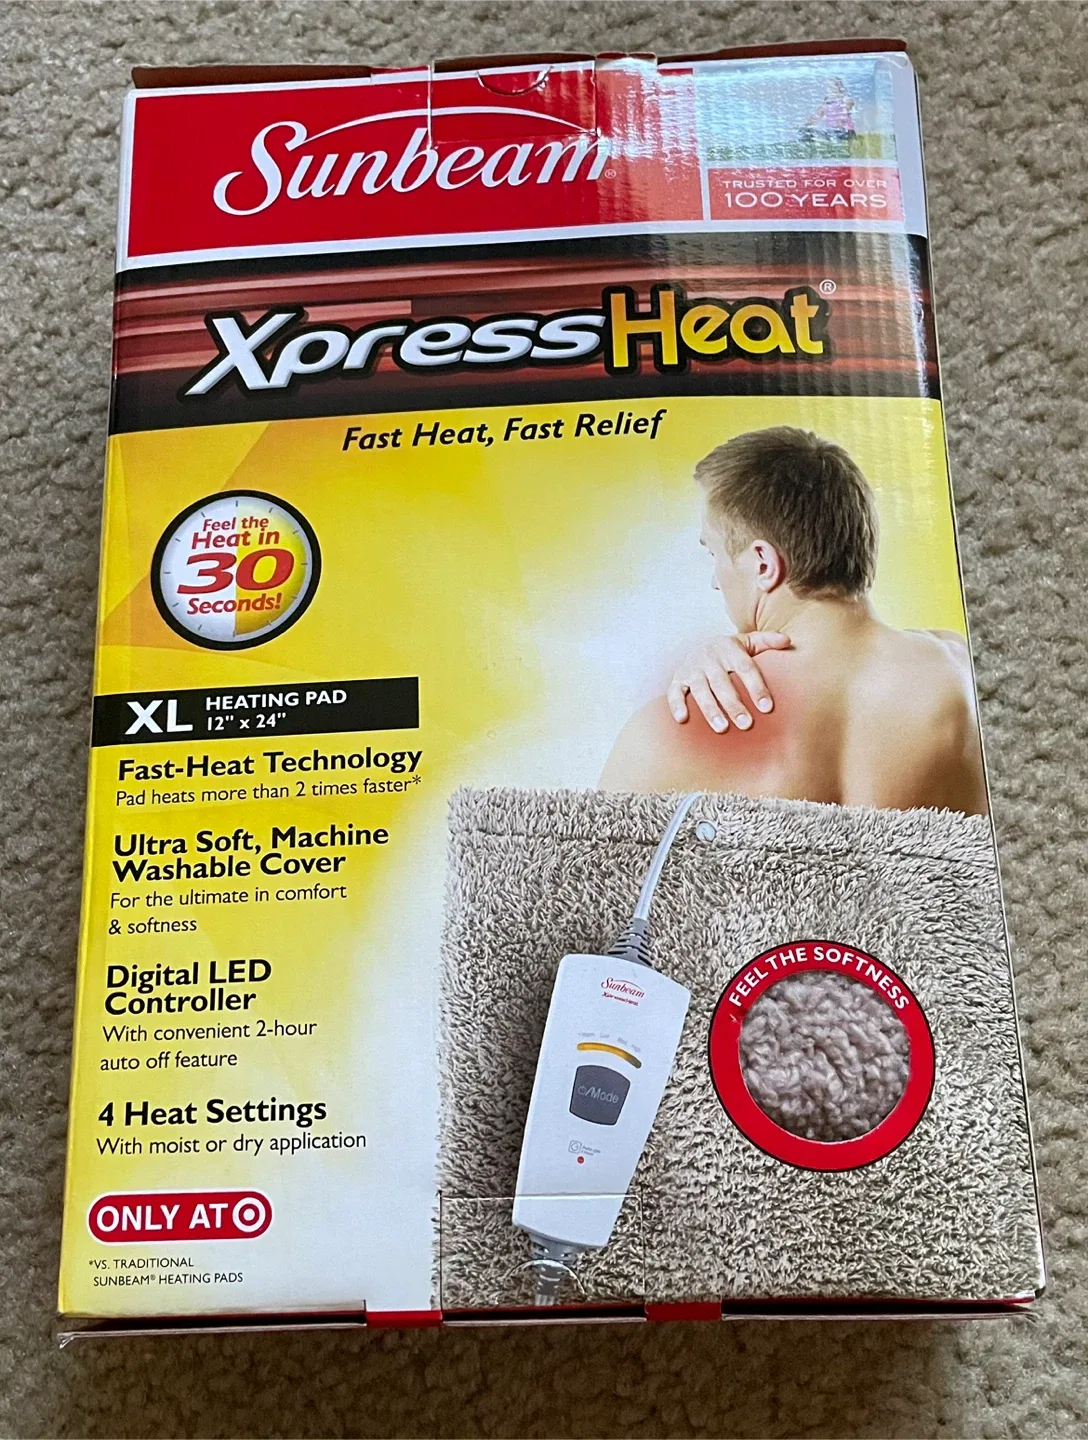 Sunbeam®
TRUSTED FOR OVER
100 YEARS
XpressHeat®
Fast Heat, Fast Relief
Feel the
Heat in
30
Seconds!
XL HEATING PAD
12" x 24"
Fast-Heat Technology
Pad heats more than 2 times faster*
Ultra Soft, Machine
Washable Cover
For the ultimate in comfort
& softness
Digital LED
Controller
With convenient 2-hour
auto off feature
4 Heat Settings
With moist or dry application
ONLY AT
*VS. TRADITIONAL
SUNBEAM® HEATING PADS
Sunbeam
XpressHeat
/Mode
FEEL THE SOFTNESS